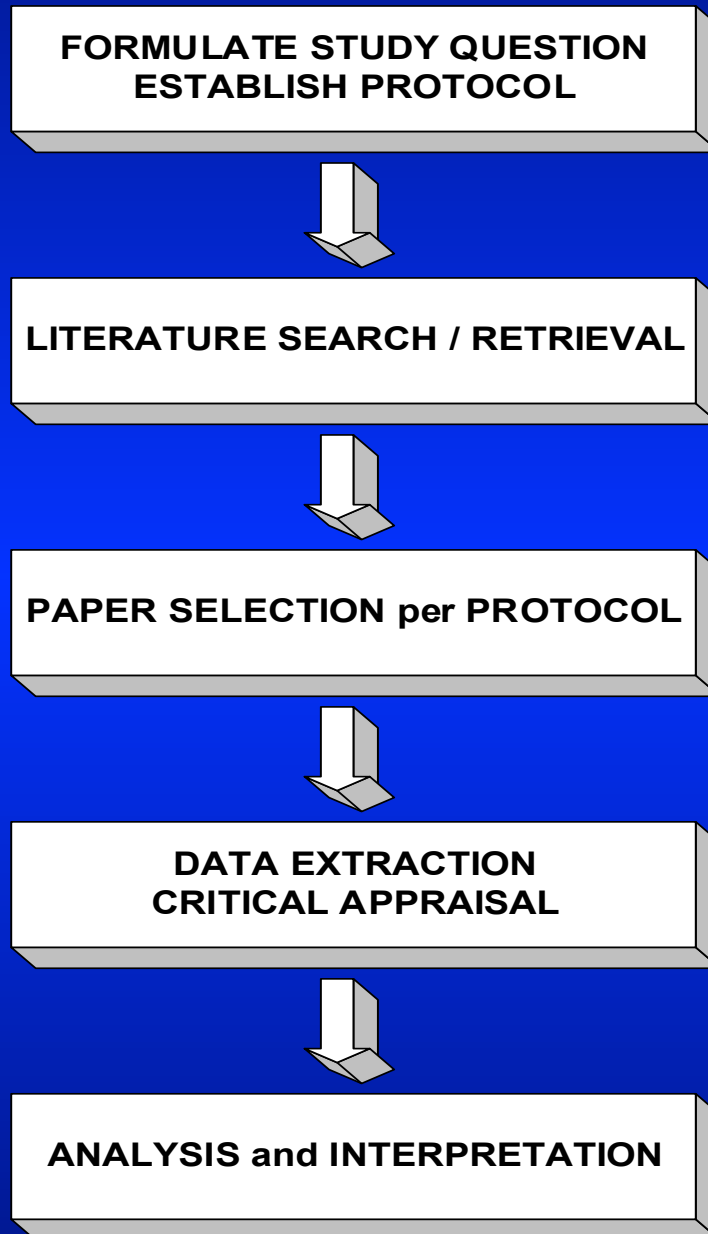 FORMULATE STUDY QUESTION
ESTABLISH PROTOCOL
LITERATURE SEARCH / RETRIEVAL
PAPER SELECTION per PROTOCOL
DATA EXTRACTION
CRITICAL APPRAISAL
ANALYSIS and INTERPRETATION